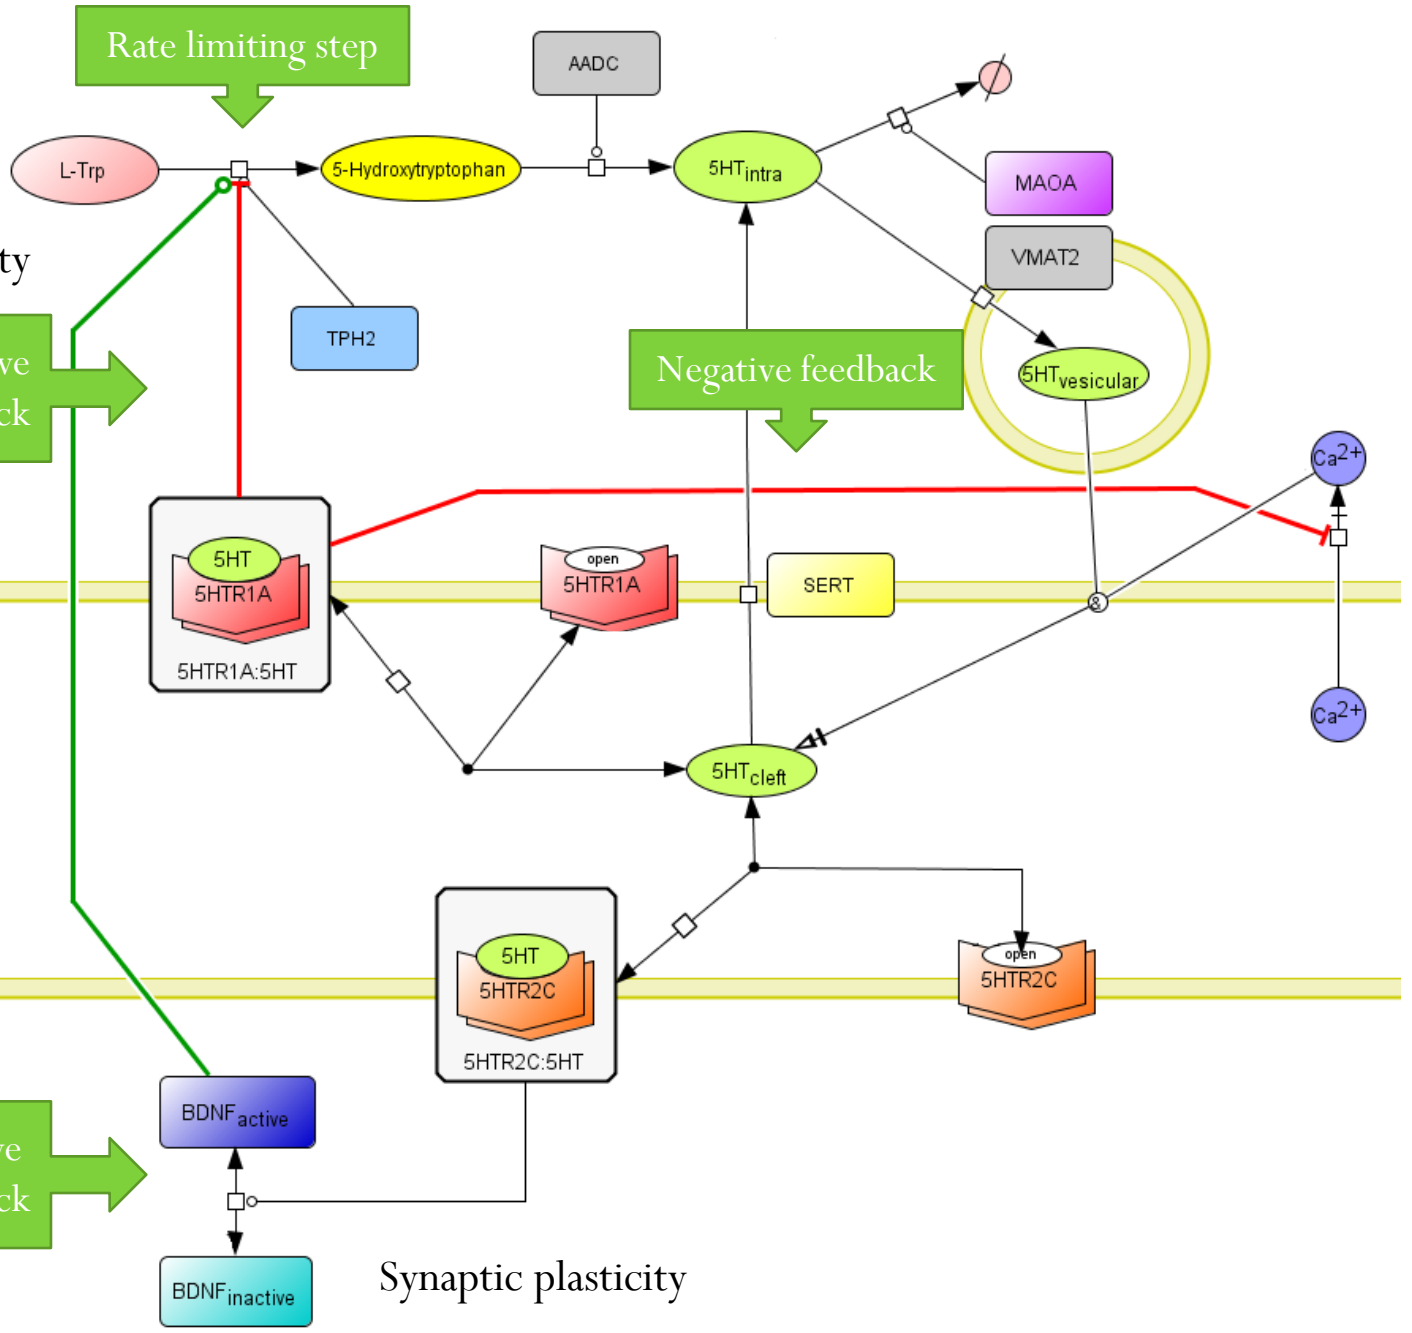 Rate limiting step
AADC
L-Trp
5-Hydroxytryptophan
5HTintra
MAOA
VMAT2
ty
TPH2
ve
ck
Negative feedback
5HTvesicular
Ca2+
5HT
5HTR1A
5HTR1A:5HT
open
5HTR1A
SERT
&
Ca2+
5HTcleft
5HT
5HTR2C
5HTR2C:5HT
open
5HTR2C
BDNFactive
ve
ck
BDNFinactive
Synaptic plasticity